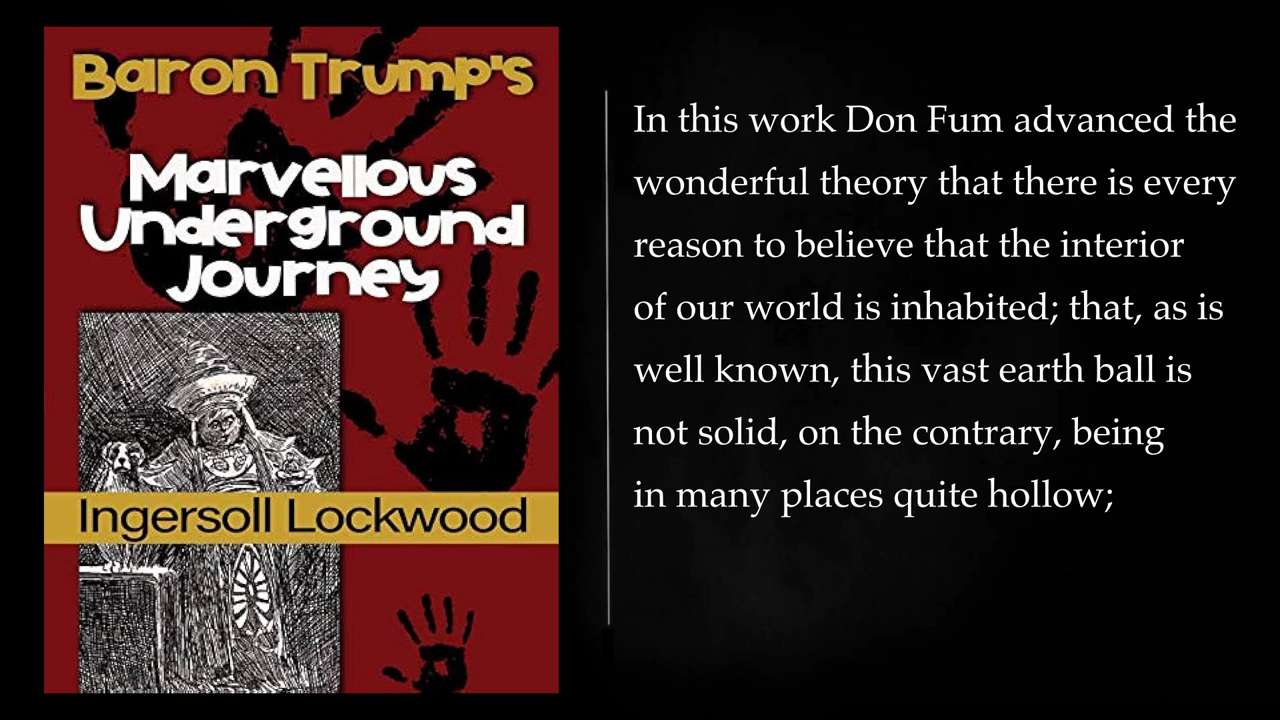 Baron Trump's
Marvellous
Underground
Journey
Ingersoll Lockwood
In this work Don Fum advanced the
wonderful theory that there is every
reason to believe that the interior
of our world is inhabited; that, as is
well known, this vast earth ball is
not solid, on the contrary, being
in many places quite hollow;